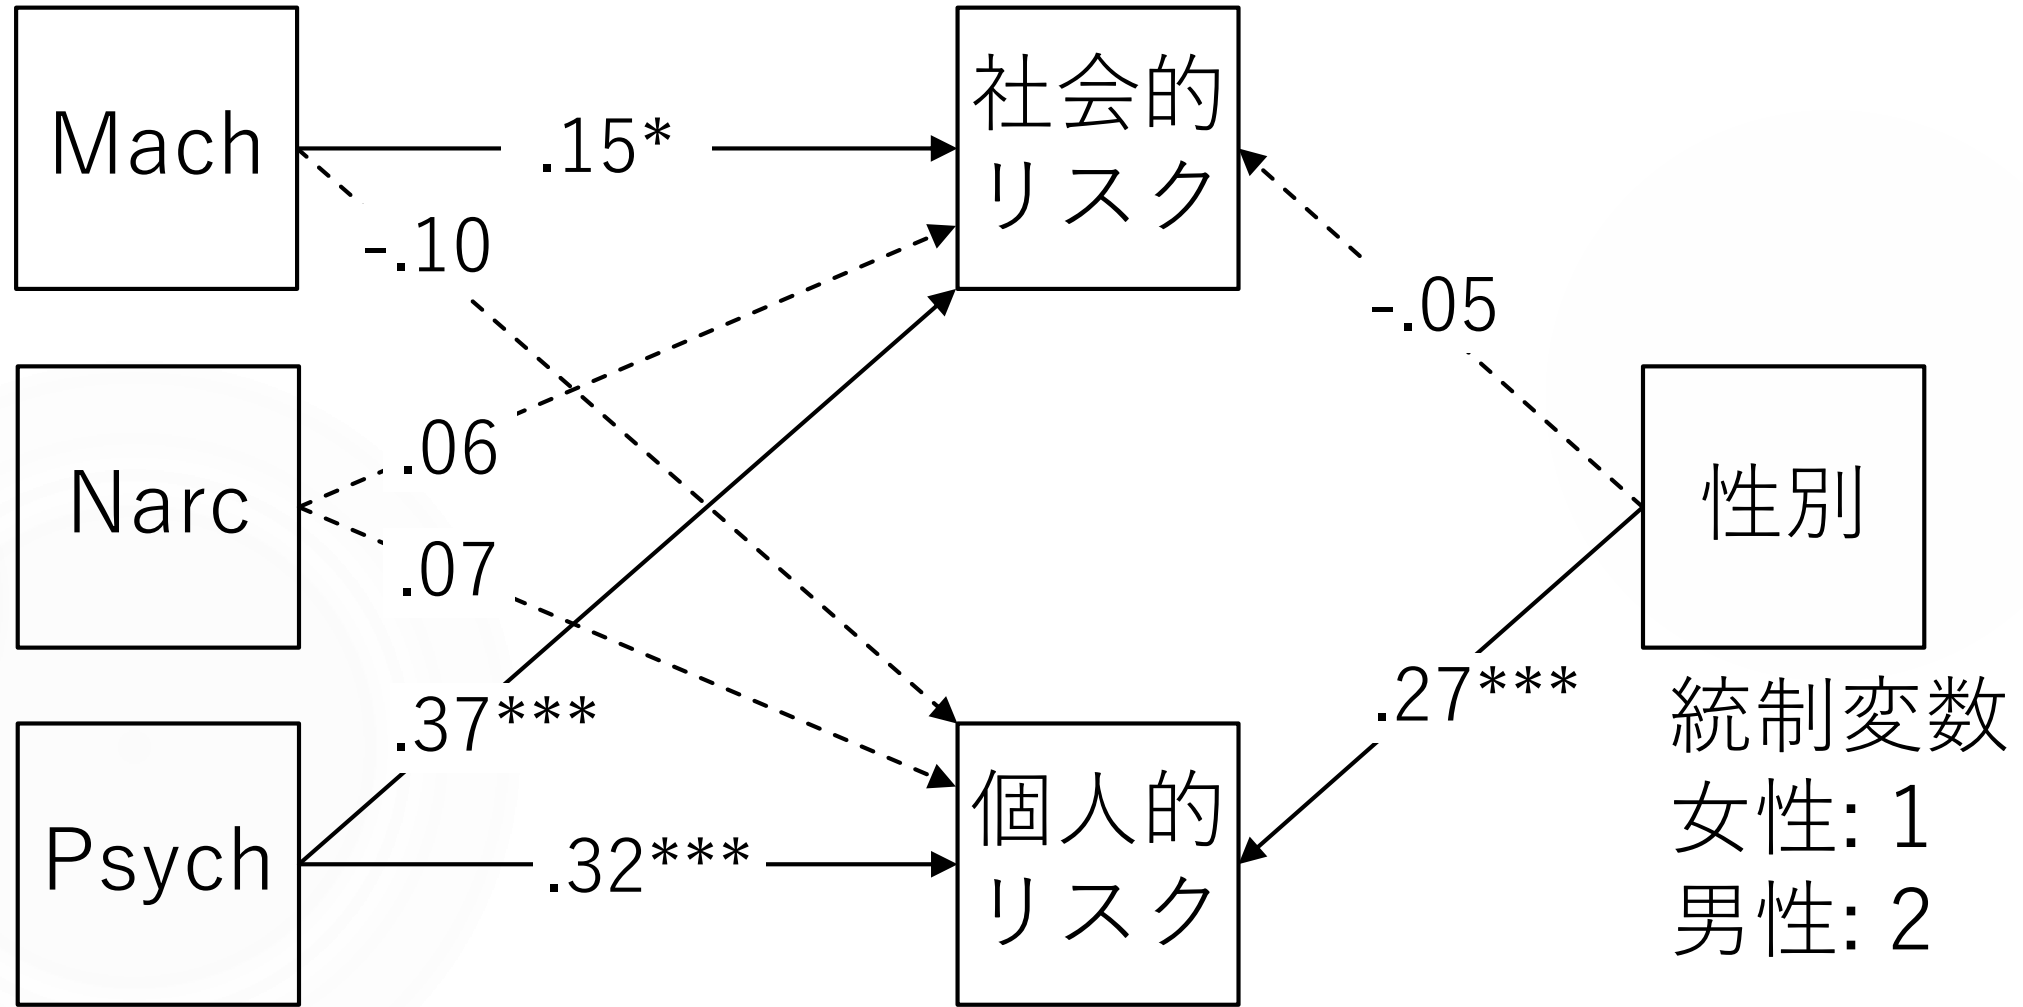 Mach
.15*
社会的
リスク
-.10
-.05
Narc
.06
.07
性別
統制変数
女性: 1
男性: 2
.37***
.27***
Psych
.32***
個人的
リスク